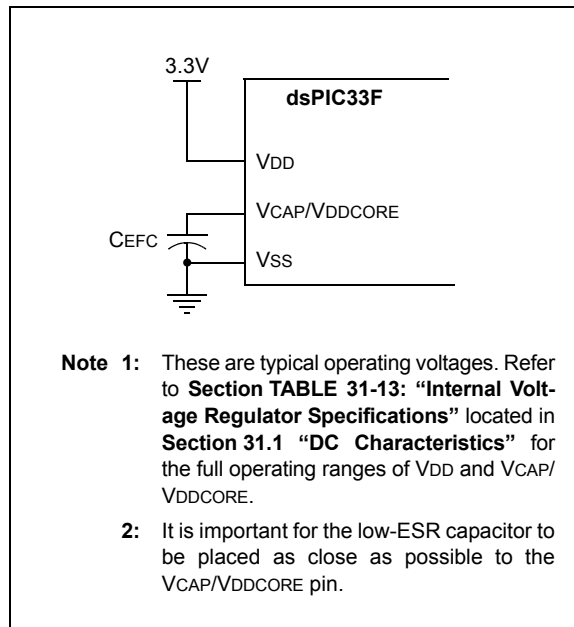 3.3V
dsPIC33F
VDD
VCAP/VDDCORE
CEFC
VSS
Note 1: These are typical operating voltages. Refer
to Section TABLE 31-13: “Internal Volt-
age Regulator Specifications” located in
Section 31.1 “DC Characteristics” for
the full operating ranges of VDD and VCAP/
VDDCORE.
2: It is important for the low-ESR capacitor to
be placed as close as possible to the
VCAP/VDDCORE pin.